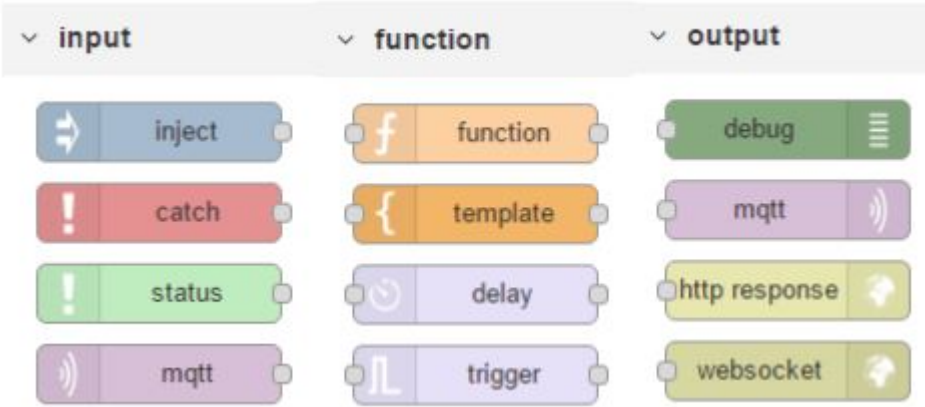 input
inject
catch
status
mqtt
function
function
template
delay
trigger
output
debug
mqtt
http response
websocket